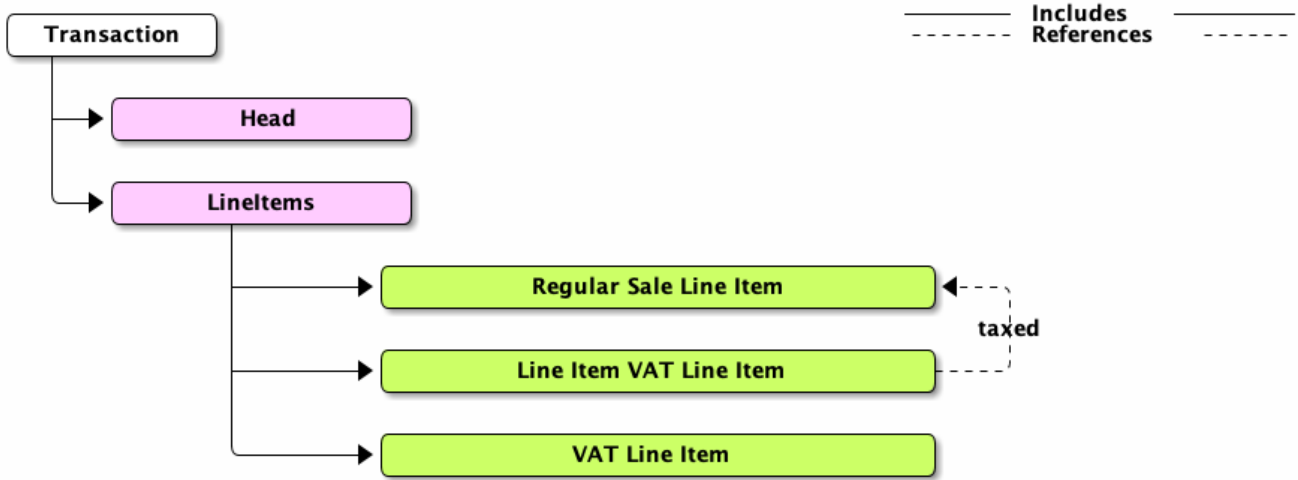 Transaction
Includes
References
Head
LineItems
Regular Sale Line Item
taxed
Line Item VAT Line Item
VAT Line Item